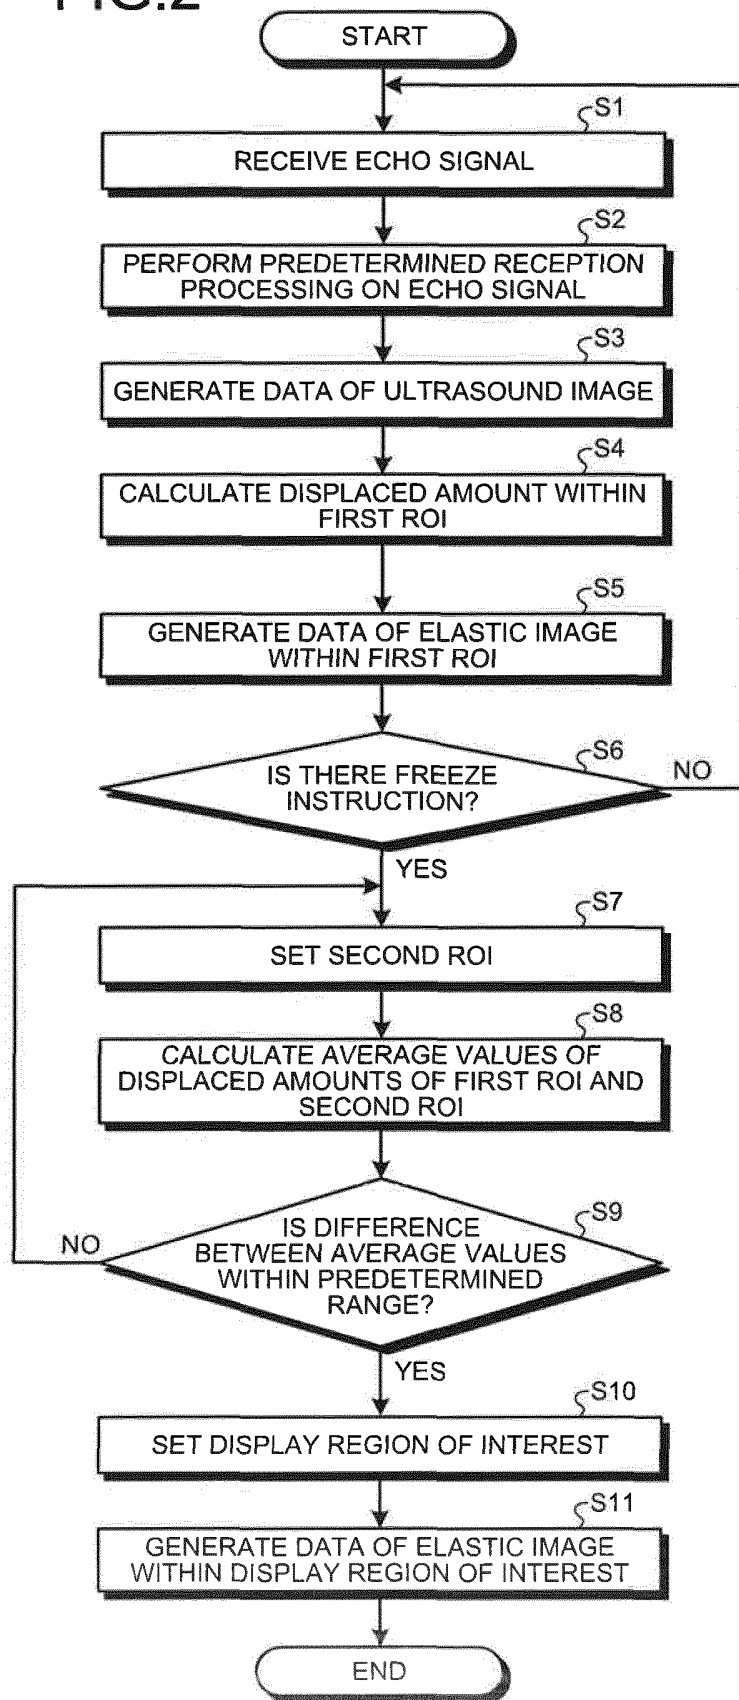 FIG.2
START
S1
RECEIVE ECHO SIGNAL
S2
PERFORM PREDETERMINED RECEPTION
PROCESSING ON ECHO SIGNAL
S3
GENERATE DATA OF ULTRASOUND IMAGE
S4
CALCULATE DISPLACED AMOUNT WITHIN
FIRST ROI
S5
GENERATE DATA OF ELASTIC IMAGE
WITHIN FIRST ROI
S6
IS THERE FREEZE
INSTRUCTION?
NO
YES
S7
SET SECOND ROI
S8
CALCULATE AVERAGE VALUES OF
DISPLACED AMOUNTS OF FIRST ROI AND
SECOND ROI
S9
IS DIFFERENCE
BETWEEN AVERAGE VALUES
WITHIN PREDETERMINED
RANGE?
NO
YES
S10
SET DISPLAY REGION OF INTEREST
S11
GENERATE DATA OF ELASTIC IMAGE
WITHIN DISPLAY REGION OF INTEREST
END